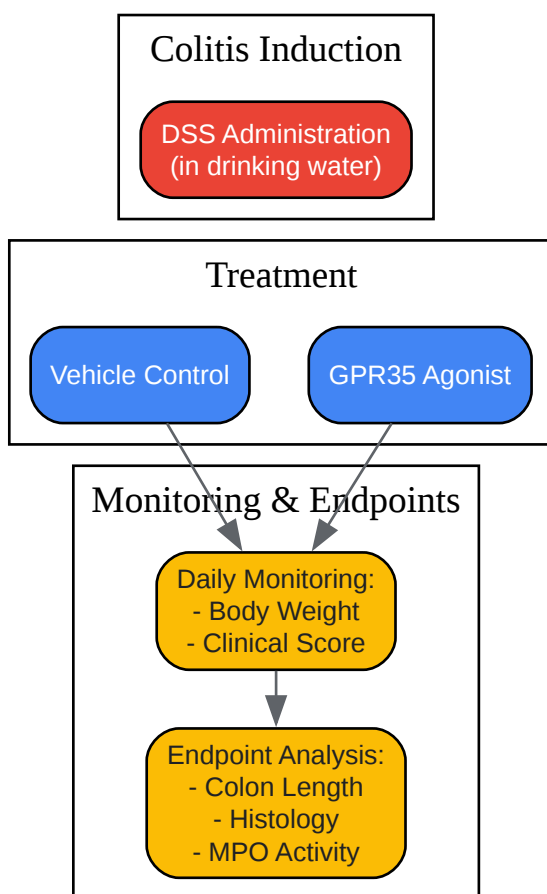 Colitis Induction
DSS Administration
(in drinking water)
Treatment
Vehicle Control
GPR35 Agonist
Monitoring & Endpoints
Daily Monitoring:
- Body Weight
- Clinical Score
Endpoint Analysis:
- Colon Length
- Histology
- MPO Activity